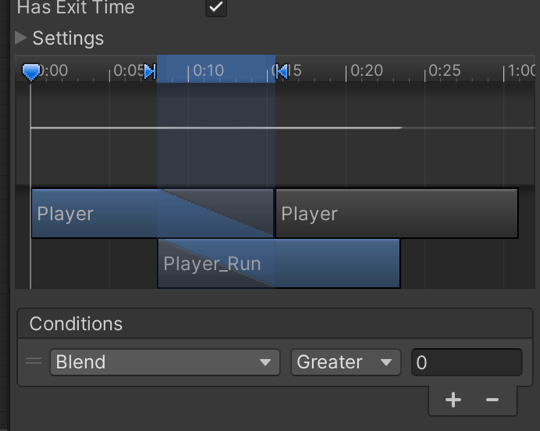 Has Exit Time
Settings
0:00 0:05 0:10 0:15 0:20 0:25 1:00
Player Player
Player_Run
Conditions
Blend Greater 0